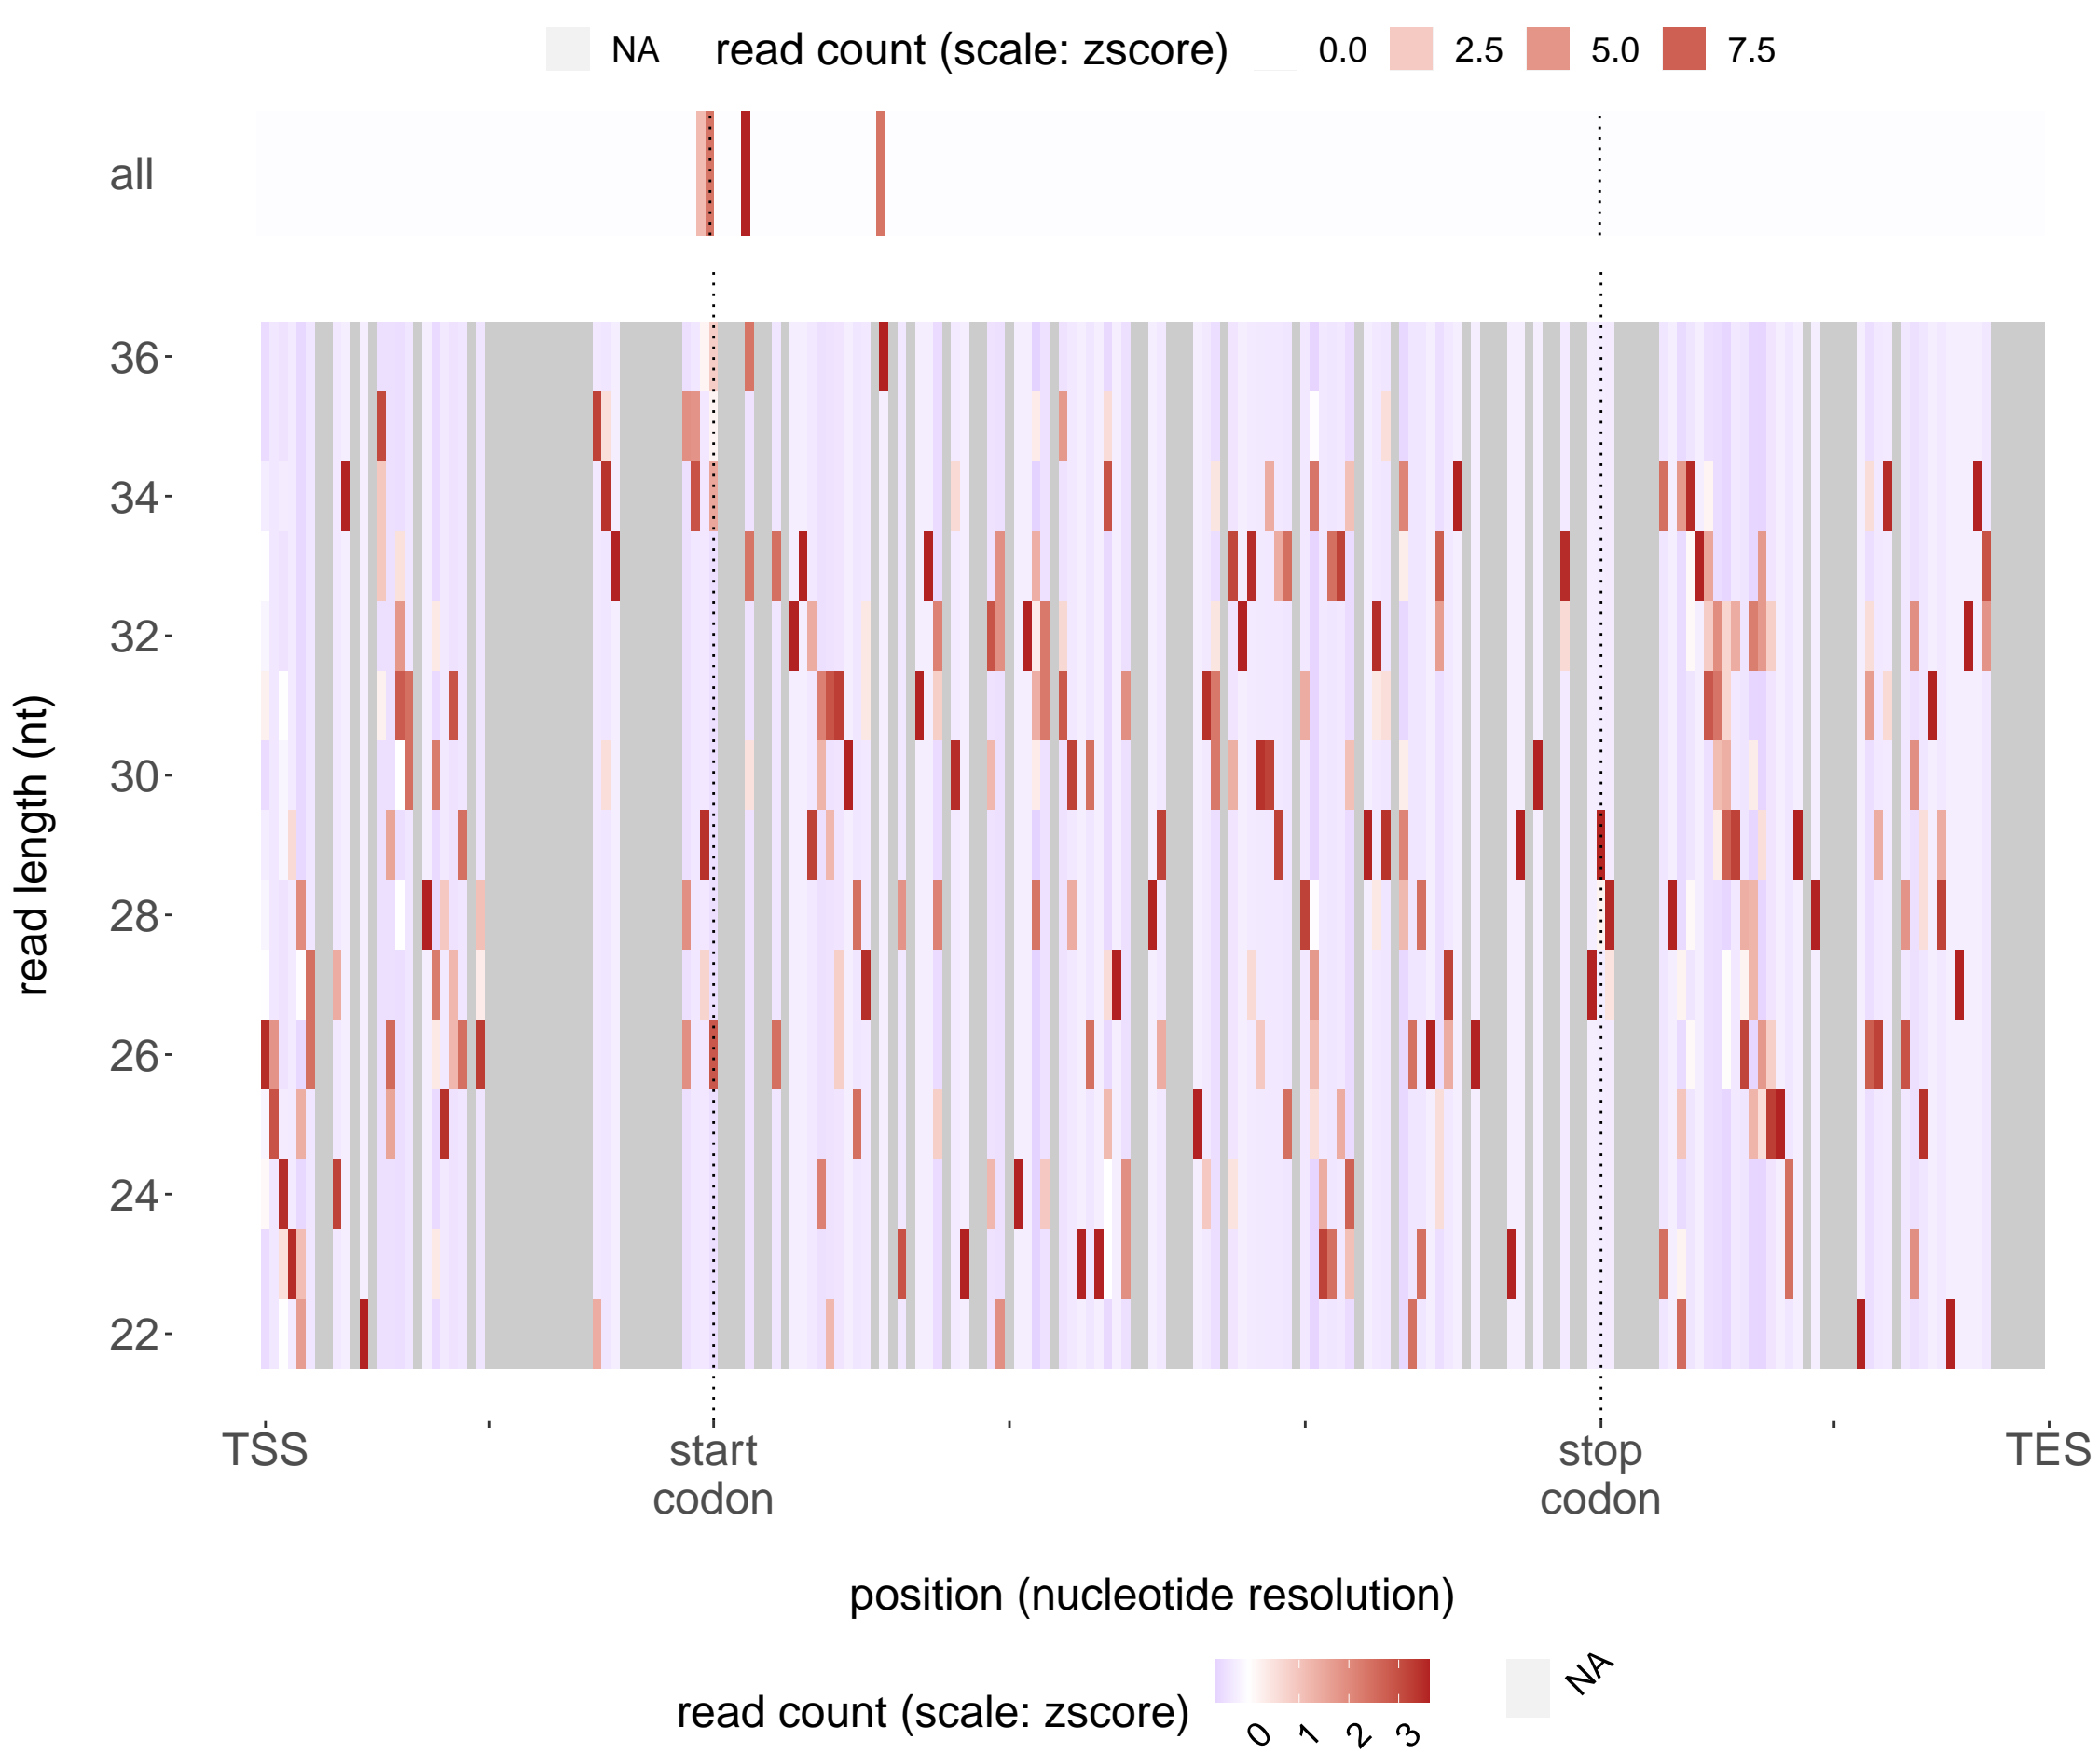 NA read count (scale: zscore) 0.0 2.5 5.0 7.5
all
36
34
32
30
28
26
24
22
read length (nt)
TSS start codon stop codon TES
position (nucleotide resolution)
read count (scale: zscore) 0 1 2 3 NA